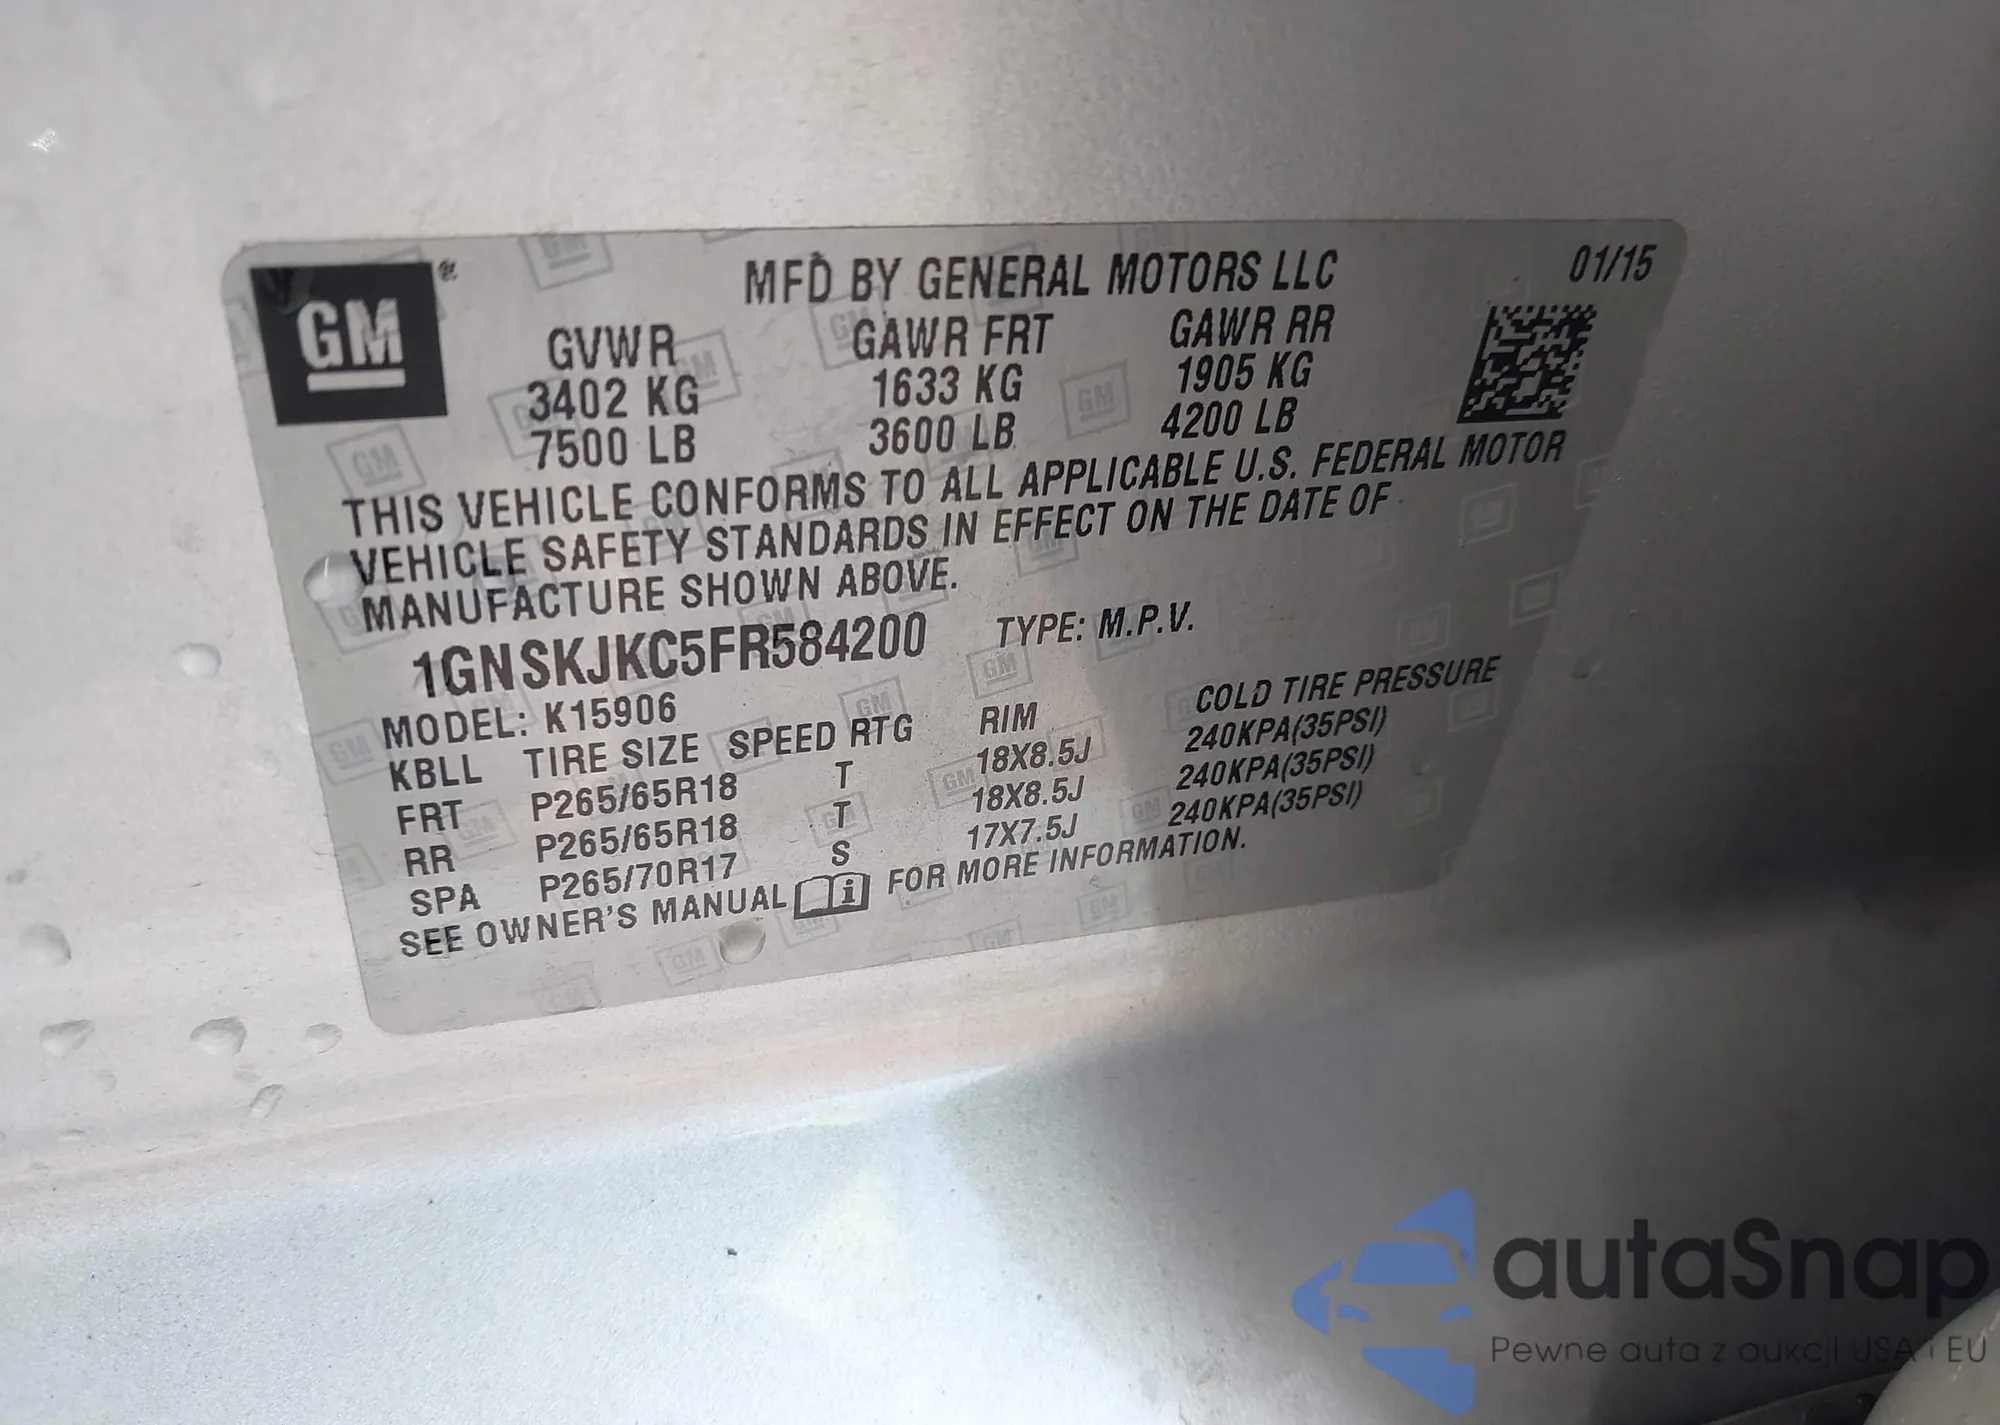 GM
MFD BY GENERAL MOTORS LLC 01/15
GVWR GAWR FRT GAWR RR
3402 KG 1633 KG 1905 KG
7500 LB 3600 LB 4200 LB
THIS VEHICLE CONFORMS TO ALL APPLICABLE U.S. FEDERAL MOTOR
VEHICLE SAFETY STANDARDS IN EFFECT ON THE DATE OF
MANUFACTURE SHOWN ABOVE.
1GNSKJKC5FR584200 TYPE: M.P.V.
MODEL: K15906
KBLL TIRE SIZE SPEED RTG RIM COLD TIRE PRESSURE
FRT P265/65R18 T 18X8.5J 240KPA(35PSI)
RR P265/65R18 T 18X8.5J 240KPA(35PSI)
SPA P265/70R17 S 17X7.5J 240KPA(35PSI)
SEE OWNER'S MANUAL FOR MORE INFORMATION.
autaSnap
Pewne auta z aukcji USA i EU